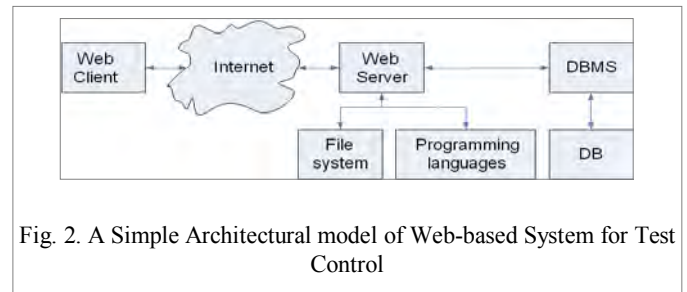 Web
Client
Internet
Web
Server
DBMS
File
system
Programming
languages
DB
Fig. 2. A Simple Architectural model of Web-based System for Test
Control